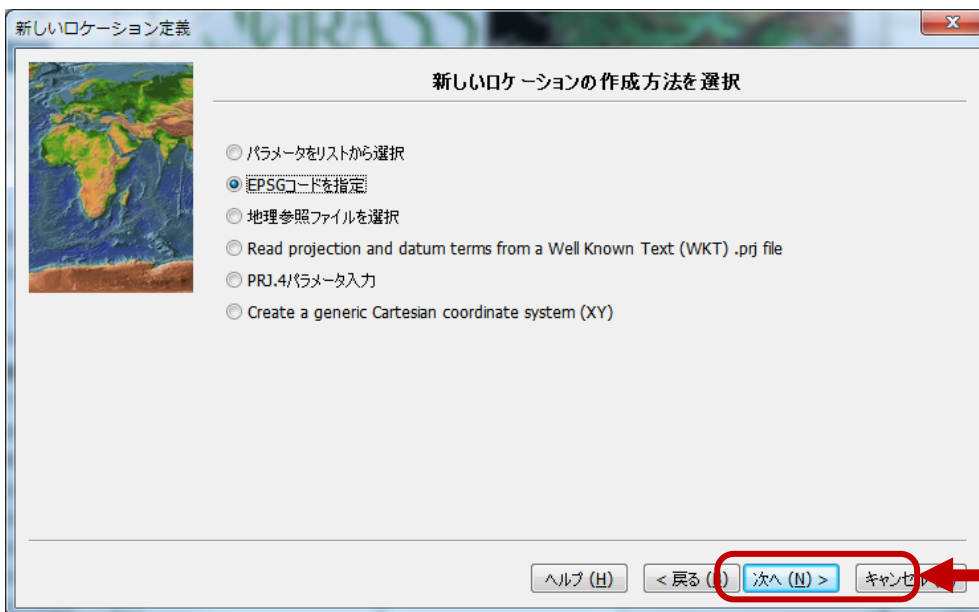 新しいロケーション定義
新しいロケーションの作成方法を選択
パラメータをリストから選択
EPSGコードを指定
地理参照ファイルを選択
Read projection and datum terms from a Well Known Text (WKT) .prj file
PRJ.4パラメータ入力
Create a generic Cartesian coordinate system (XY)
ヘルプ (H) < 戻る ( 次へ (N) > キャンセル